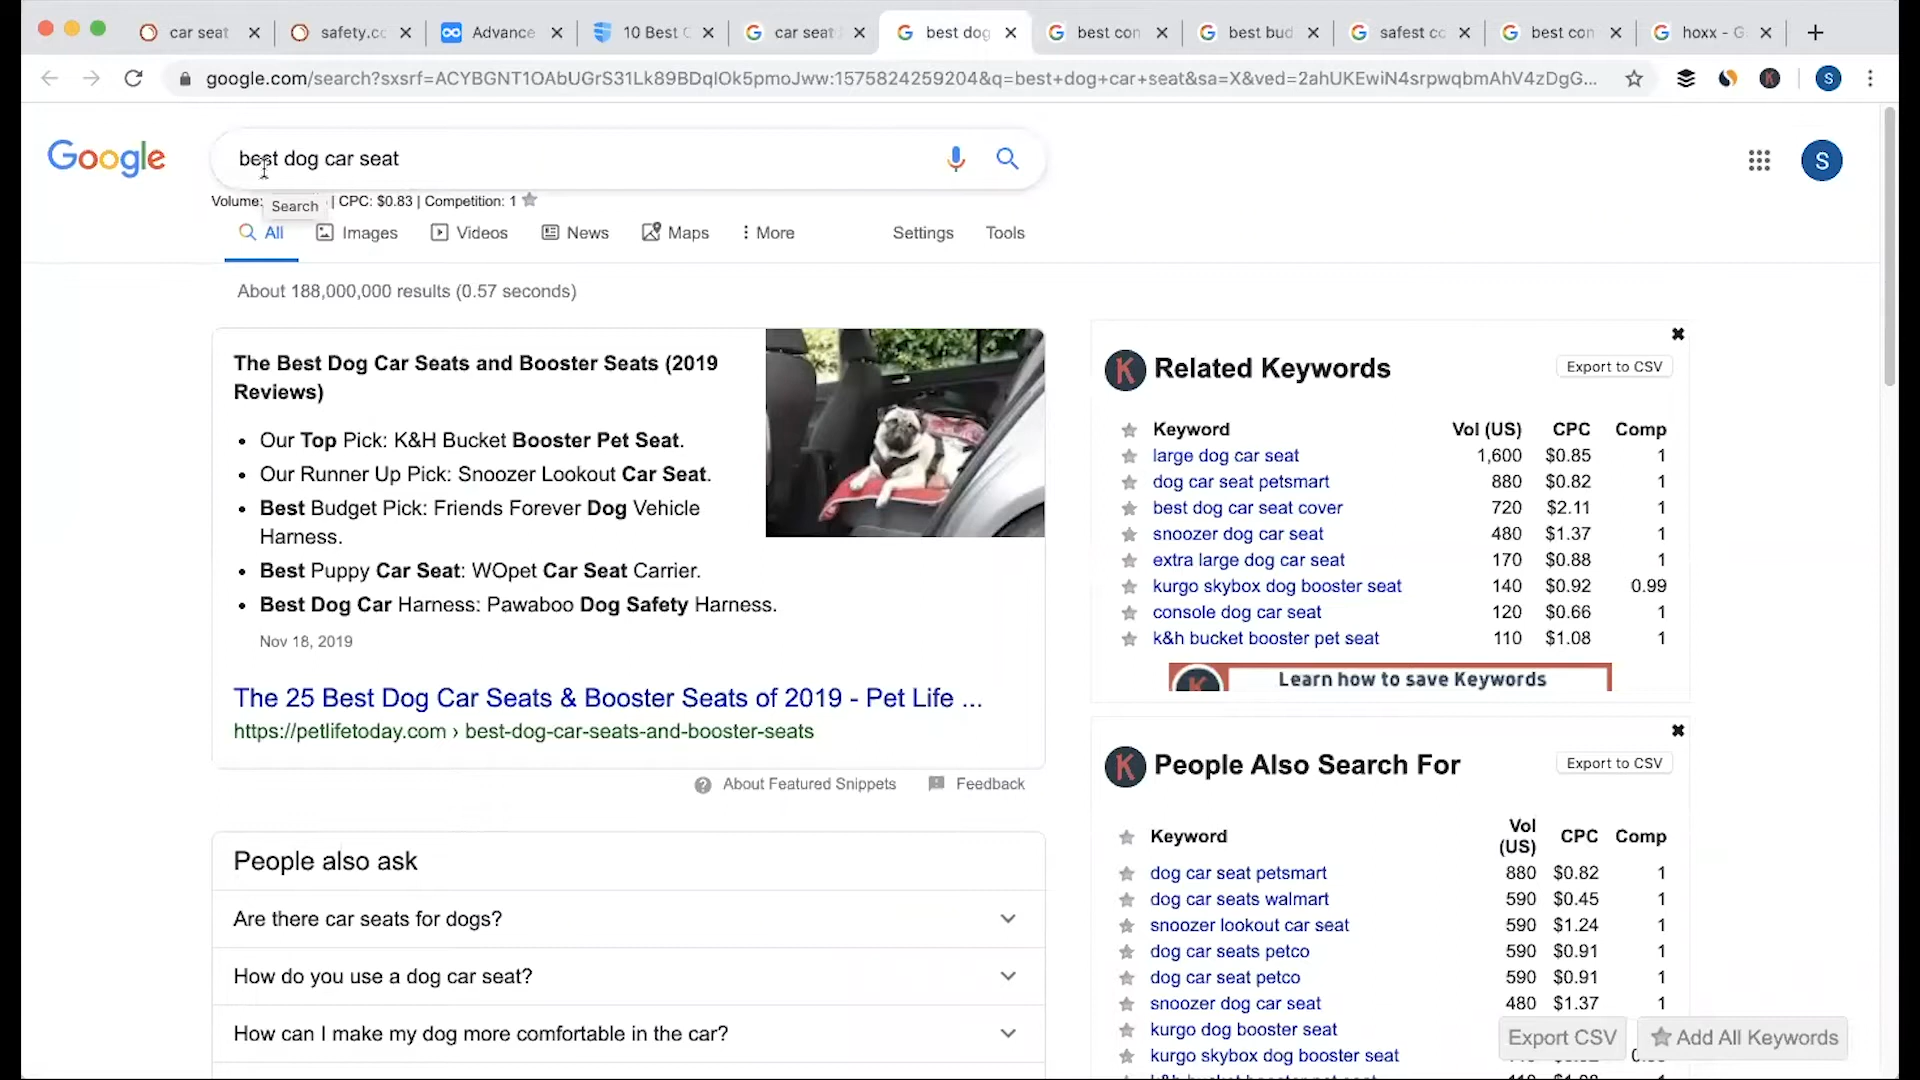 car seat
safety.cc
Advance
10 Best C
car seat
best dog
best con
best bud
safest cc
best con
hoxx - G
google.com/search?sxsrf=ACYBGNT1OAbUGrS31Lk89BDqlOk5pmoJww:1575824259204&q=best+dog+car+seat&sa=X&ved=2ahUKEwiN4srpwqbmAhV4zDgG...
S
Google
best dog car seat
S
Volume: | CPC: $0.83 | Competition: 1
Search
All Images Videos News Maps More Settings Tools
About 188,000,000 results (0.57 seconds)
The Best Dog Car Seats and Booster Seats (2019
Reviews)
• Our Top Pick: K&H Bucket Booster Pet Seat.
• Our Runner Up Pick: Snoozer Lookout Car Seat.
• Best Budget Pick: Friends Forever Dog Vehicle
Harness.
• Best Puppy Car Seat: WOpet Car Seat Carrier.
• Best Dog Car Harness: Pawaboo Dog Safety Harness.
Nov 18, 2019
The 25 Best Dog Car Seats & Booster Seats of 2019 - Pet Life ...
https://petlifetoday.com › best-dog-car-seats-and-booster-seats
About Featured Snippets Feedback
People also ask
Are there car seats for dogs?
How do you use a dog car seat?
How can I make my dog more comfortable in the car?
K Related Keywords Export to CSV
Keyword Vol (US) CPC Comp
large dog car seat 1,600 $0.85 1
dog car seat petsmart 880 $0.82 1
best dog car seat cover 720 $2.11 1
snoozer dog car seat 480 $1.37 1
extra large dog car seat 170 $0.88 1
kurgo skybox dog booster seat 140 $0.92 0.99
console dog car seat 120 $0.66 1
k&h bucket booster pet seat 110 $1.08 1
K Learn how to save Keywords
K People Also Search For Export to CSV
Keyword Vol (US) CPC Comp
dog car seat petsmart 880 $0.82 1
dog car seats walmart 590 $0.45 1
snoozer lookout car seat 590 $1.24 1
dog car seats petco 590 $0.91 1
dog car seat petco 590 $0.91 1
snoozer dog car seat 480 $1.37 1
kurgo dog booster seat
kurgo skybox dog booster seat
Export CSV Add All Keywords